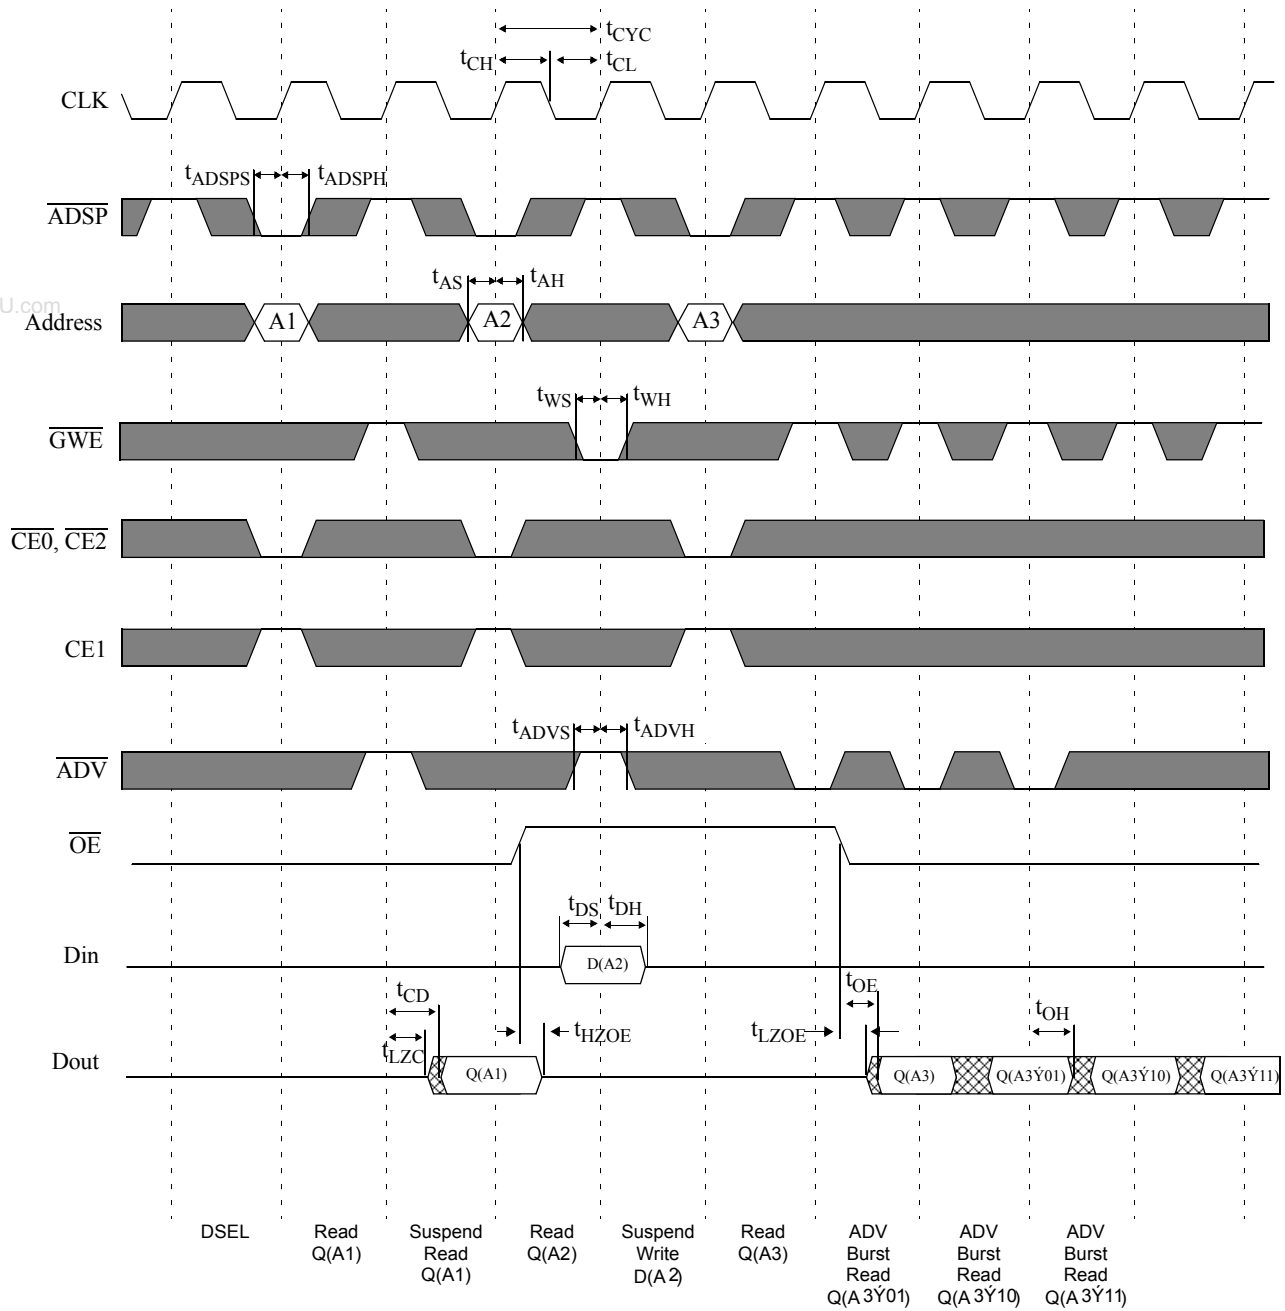 tCYC
tCH
tCL
CLK
tADSPS
tADSPH
ADSP
tAS
tAH
U.com
Address
A1
A2
A3
tWS
tWH
GWE
CE0, CE2
CE1
tADVS
tADVH
ADV
OE
tDS
tDH
Din
D(A2)
tCD
tOE
tOH
tHZOE
tLZOE
tLZC
Dout
Q(A1)
Q(A3)
Q(A3Ý01)
Q(A3Ý10)
Q(A3Ý11)
DSEL
Read
Q(A1)
Suspend
Read
Q(A1)
Read
Q(A2)
Suspend
Write
D(A2)
Read
Q(A3)
ADV
Burst
Read
Q(A3Ý01)
ADV
Burst
Read
Q(A3Ý10)
ADV
Burst
Read
Q(A3Ý11)